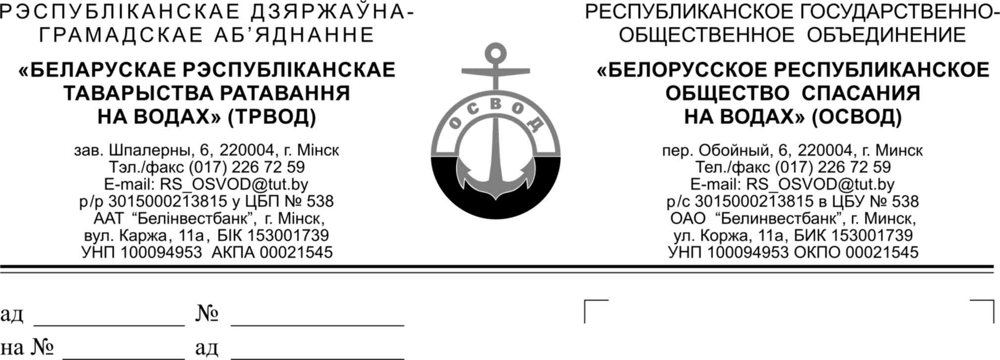 РЭСПУБЛІКАНСКАЕ ДЗЯРЖАЎНА-
ГРАМАДСКАЕ АБ’ЯДНАННЕ
«БЕЛАРУСКАЕ РЭСПУБЛІКАНСКАЕ
ТАВАРЫСТВА РАТАВАННЯ
НА ВОДАХ» (ТРВОД)
зав. Шпалерны, 6, 220004, г. Мінск
Тэл./факс (017) 226 72 59
E-mail: RS_OSVOD@tut.by
р/р 3015000213815 у ЦБП № 538
ААТ “Белінвестбанк”, г. Мінск,
вул. Каржа, 11а, БІК 153001739
УНП 100094953 АКПА 00021545
ОСВОД
РЕСПУБЛИКАНСКОЕ ГОСУДАРСТВЕННО-
ОБЩЕСТВЕННОЕ ОБЪЕДИНЕНИЕ
«БЕЛОРУССКОЕ РЕСПУБЛИКАНСКОЕ
ОБЩЕСТВО СПАСАНИЯ
НА ВОДАХ» (ОСВОД)
пер. Обойный, 6, 220004, г. Минск
Тел./факс (017) 226 72 59
E-mail: RS_OSVOD@tut.by
р/с 3015000213815 в ЦБУ № 538
ОАО “Белинвестбанк”, г. Минск,
ул. Коржа, 11а, БИК 153001739
УНП 100094953 ОКПО 00021545
ад ____________ № ____________
на № ____________ ад ____________